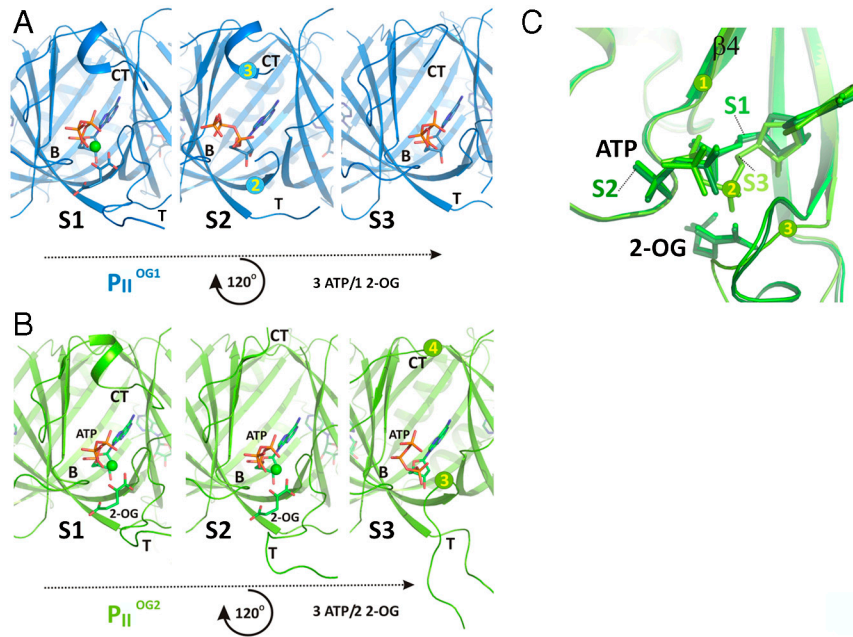 A
CT
B
T
S1
3
CT
B
2
T
S2
CT
B
T
S3
PII OG1
120°
3 ATP/1 2-OG
B
CT
ATP
B
2-OG
S1
T
CT
ATP
B
2-OG
S2
T
4
CT
ATP
B
3
S3
T
PII OG2
120°
3 ATP/2 2-OG
C
β4
1
S1
ATP
S2
2
S3
2-OG
3